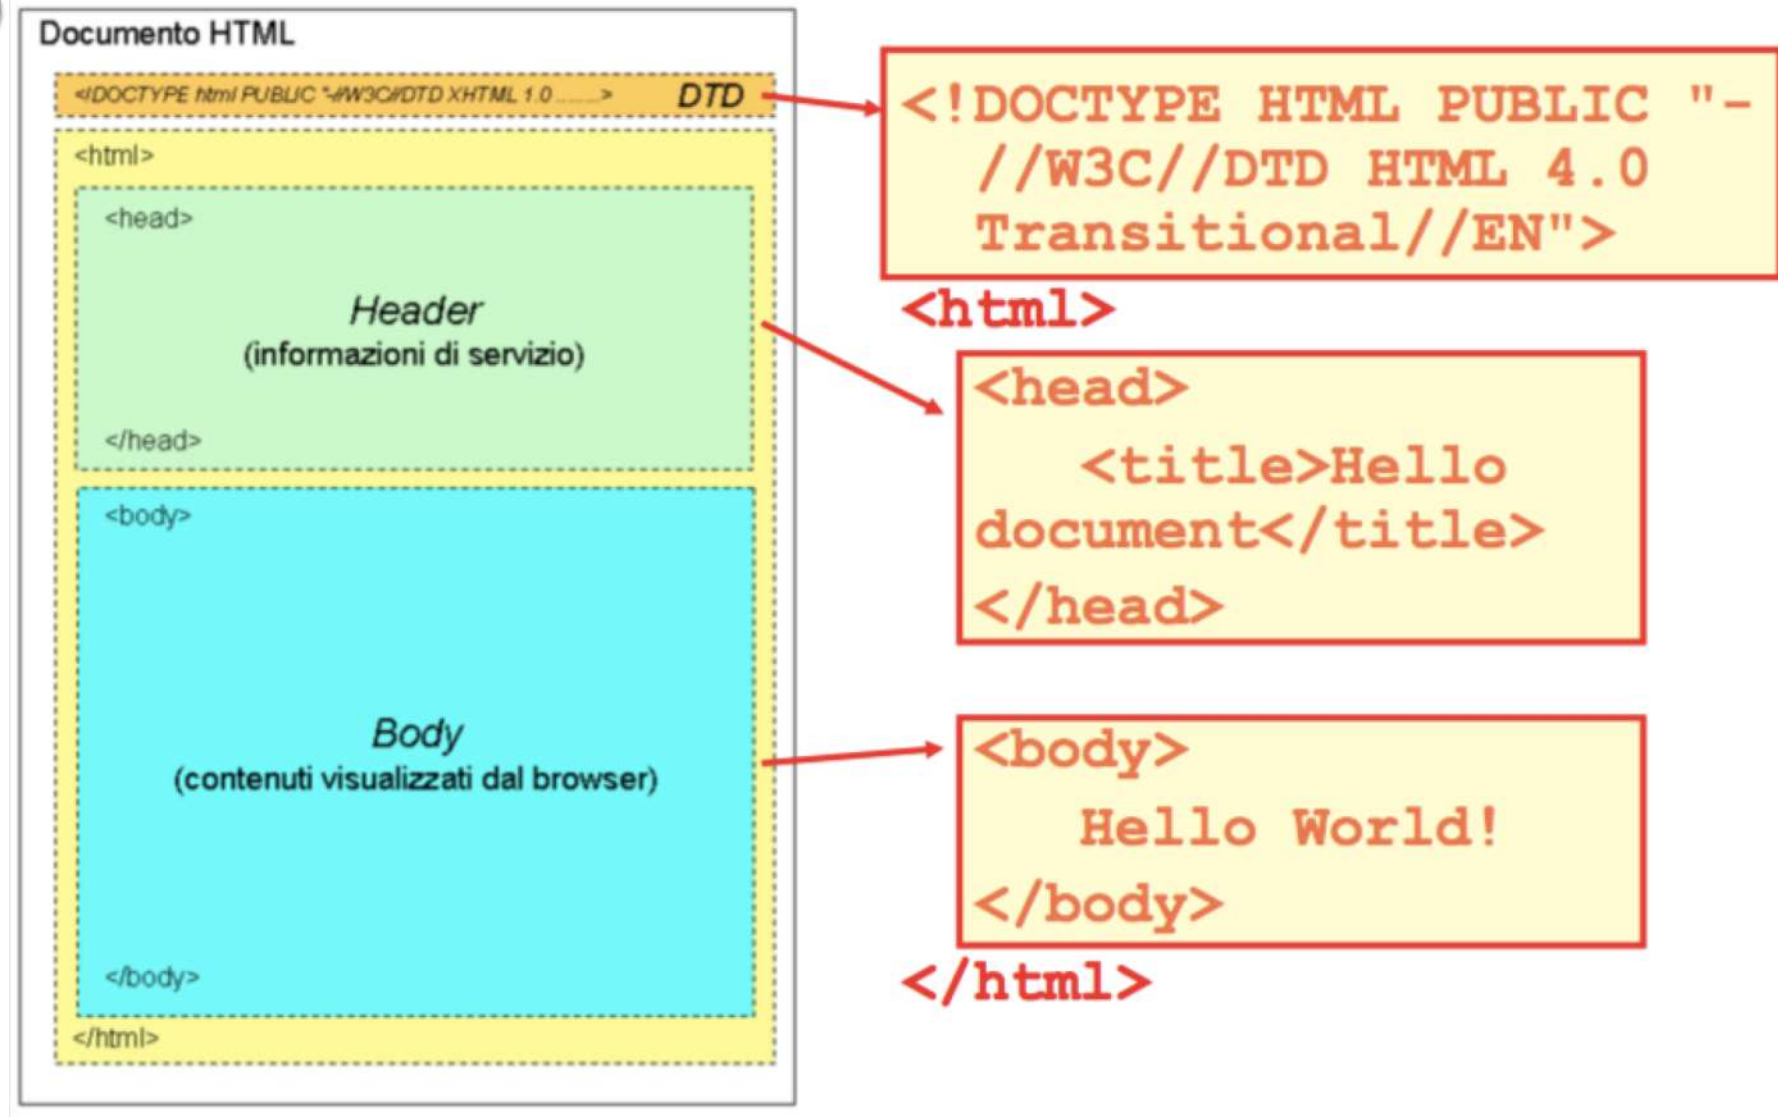 Documento HTML
<!DOCTYPE html PUBLIC "-//W3C//DTD XHTML 1.0 .......> DTD
<html>
<head>
Header
(informazioni di servizio)
</head>
<body>
Body
(contenuti visualizzati dal browser)
</body>
</html>
<!DOCTYPE HTML PUBLIC "-
//W3C//DTD HTML 4.0
Transitional//EN">
<html>
<head>
<title>Hello
document</title>
</head>
<body>
Hello World!
</body>
</html>